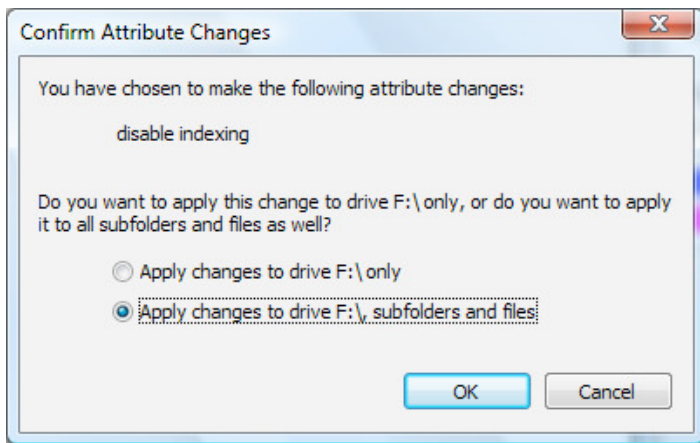 Confirm Attribute Changes
You have chosen to make the following attribute changes:
disable indexing
Do you want to apply this change to drive F:\ only, or do you want to apply
it to all subfolders and files as well?
Apply changes to drive F:\ only
Apply changes to drive F:\, subfolders and files
OK Cancel